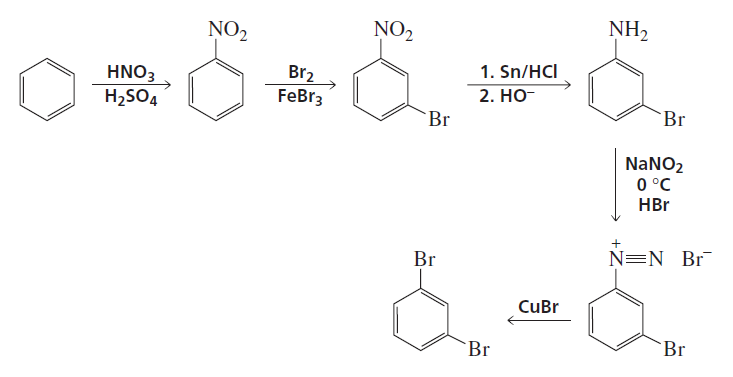 NO₂ NO₂ NH₂
HNO₃ Br₂ 1. Sn/HCl
H₂SO₄ FeBr₃ 2. HO⁻
Br Br
NaNO₂
0 °C
HBr
Br N⁺≡N Br⁻
CuBr
Br Br